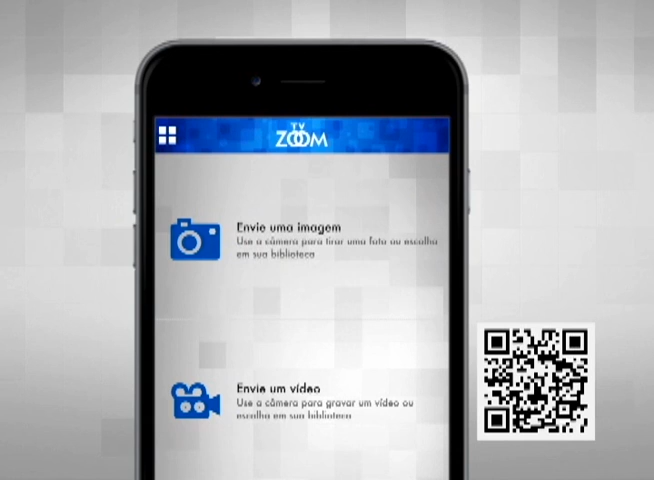 TV
ZOOM
Envie uma imagem
Use a câmera para tirar uma foto ou escolha
em sua biblioteca
Envie um vídeo
Use a câmera para gravar um vídeo ou
escolha em sua biblioteca